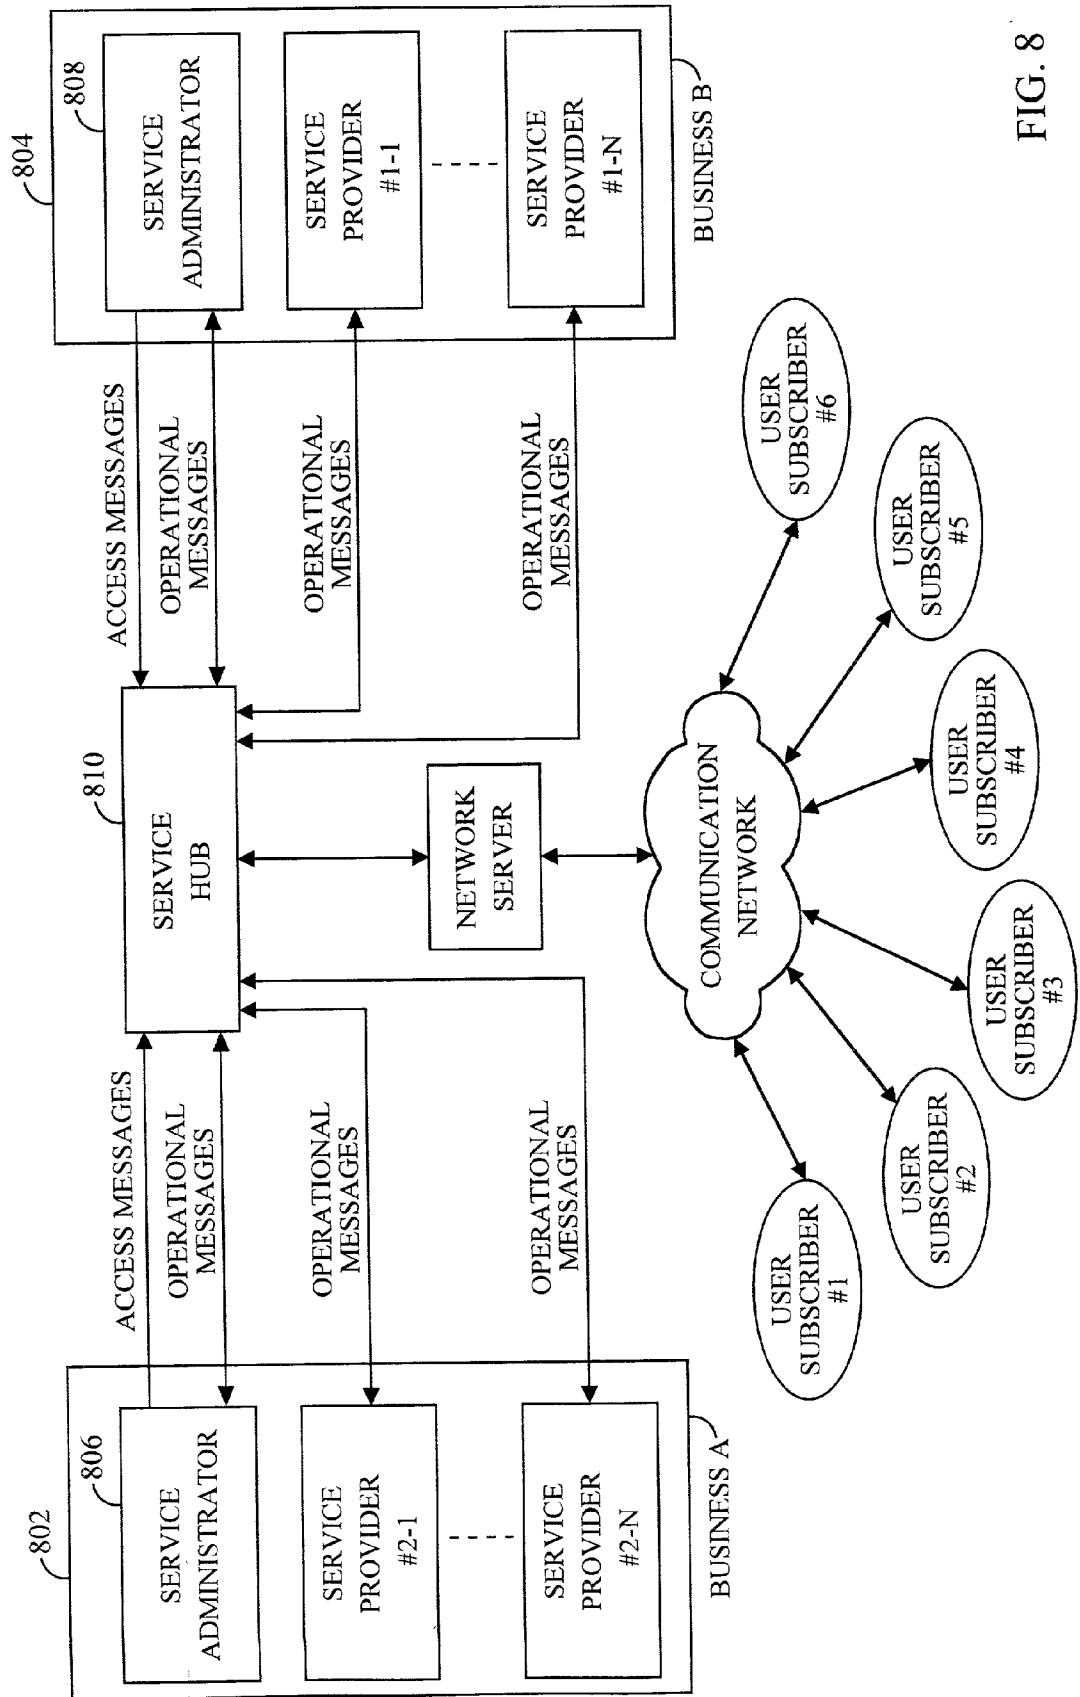 802
806
SERVICE
ADMINISTRATOR
SERVICE
PROVIDER
#2-1
SERVICE
PROVIDER
#2-N
BUSINESS A
ACCESS MESSAGES
OPERATIONAL
MESSAGES
OPERATIONAL
MESSAGES
OPERATIONAL
MESSAGES
810
SERVICE
HUB
NETWORK
SERVER
COMMUNICATION
NETWORK
ACCESS MESSAGES
OPERATIONAL
MESSAGES
OPERATIONAL
MESSAGES
OPERATIONAL
MESSAGES
804
808
SERVICE
ADMINISTRATOR
SERVICE
PROVIDER
#1-1
SERVICE
PROVIDER
#1-N
BUSINESS B
USER
SUBSCRIBER
#1
USER
SUBSCRIBER
#2
USER
SUBSCRIBER
#3
USER
SUBSCRIBER
#4
USER
SUBSCRIBER
#5
USER
SUBSCRIBER
#6
FIG. 8